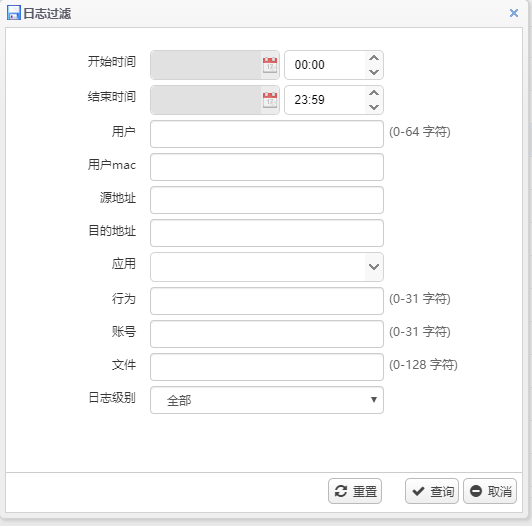 日志过滤
开始时间 00:00
结束时间 23:59
用户 (0-64 字符)
用户mac
源地址
目的地址
应用
行为 (0-31 字符)
账号 (0-31 字符)
文件 (0-128 字符)
日志级别 全部
重置 查询 取消